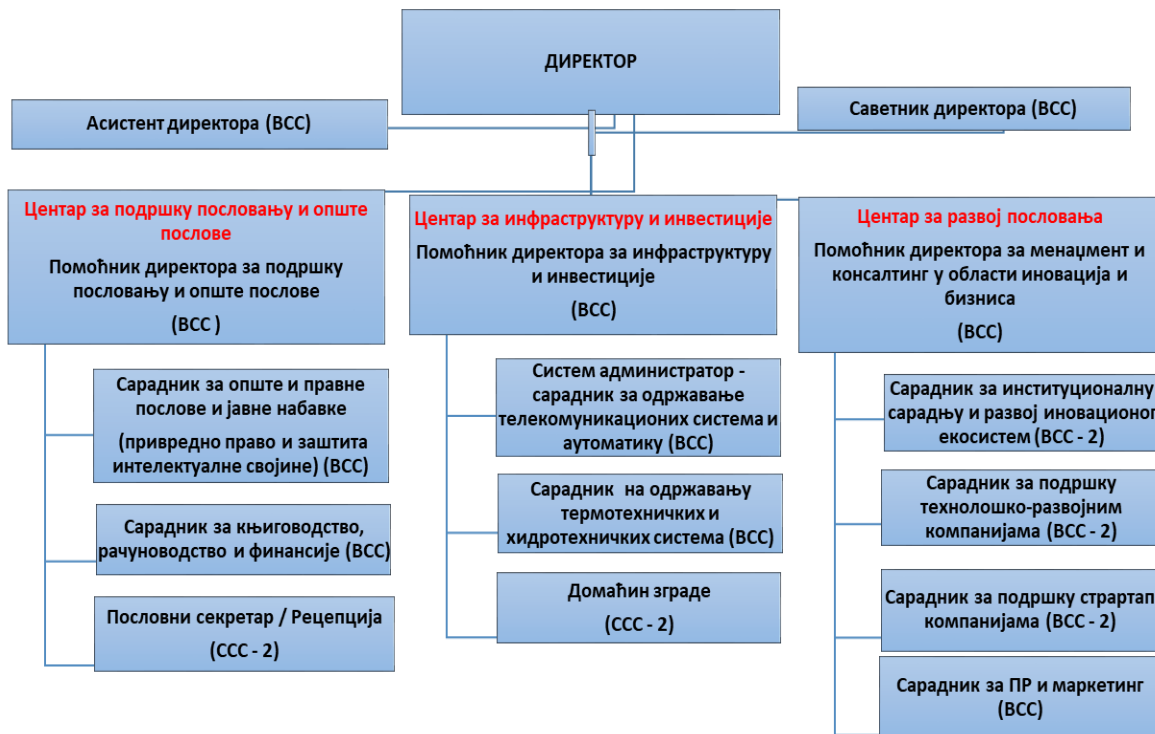 ДИРЕКТОР
Асистент директора (ВСС)
Саветник директора (ВСС)
Центар за подршку пословању и опште
послове
Помоћник директора за подршку
пословању и опште послове
(ВСС )
Сарадник за опште и правне
послове и јавне набавке
(привредно право и заштита
интелектуалне својине) (ВСС)
Сарадник за књиговодство,
рачуноводство и финансије (ВСС)
Пословни секретар / Рецепција
(ССС - 2)
Центар за инфраструктуру и инвестиције
Помоћник директора за инфраструктуру
и инвестиције
(ВСС)
Систем администратор -
сарадник за одржавање
телекомуникационих система и
аутоматику (ВСС)
Сарадник на одржавању
термотехничких и
хидротехничких система (ВСС)
Домаћин зграде
(ССС - 2)
Центар за развој пословања
Помоћник директора за менаџмент и
консалтинг у области иновација и
бизниса
(ВСС)
Сарадник за институционалну
сарадњу и развој иновационог
екосистем (ВСС - 2)
Сарадник за подршку
технолошко-развојним
компанијама (ВСС - 2)
Сарадник за подршку страртап
компанијама (ВСС - 2)
Сарадник за ПР и маркетинг
(ВСС)